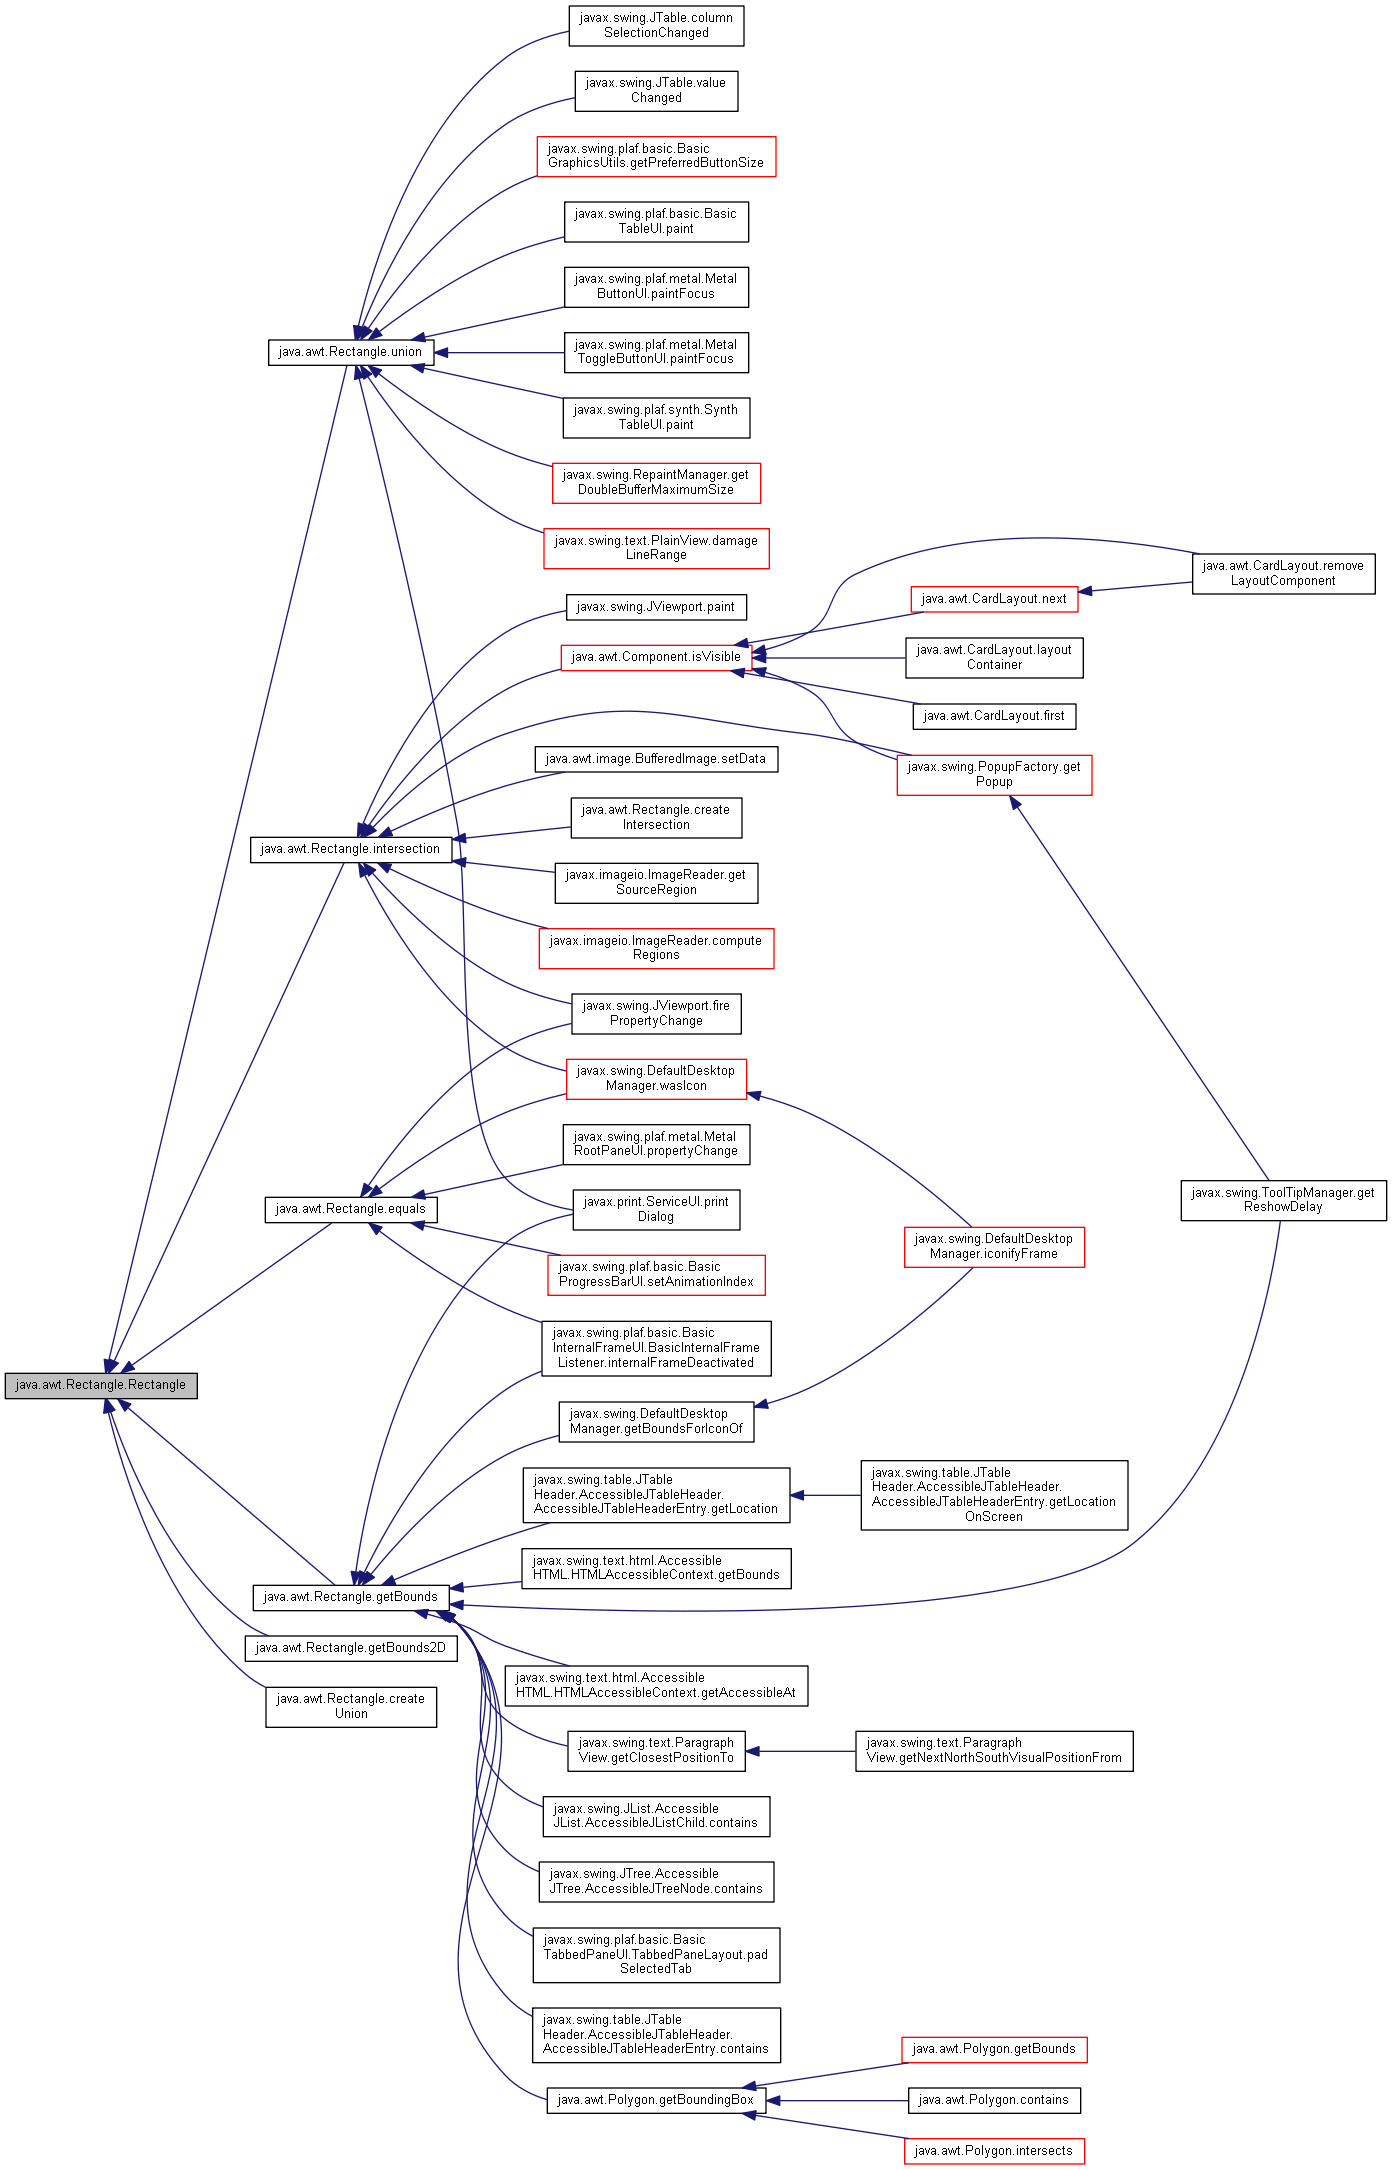 javax.swing.JTable.column
SelectionChanged
javax.swing.JTable.value
Changed
javax.swing.plaf.basic.Basic
GraphicsUtils.getPreferredButtonSize
javax.swing.plaf.basic.Basic
TableUI.paint
javax.swing.plaf.metal.Metal
ButtonUI.paintFocus
java.awt.Rectangle.union
javax.swing.plaf.metal.Metal
ToggleButtonUI.paintFocus
javax.swing.plaf.synth.Synth
TableUI.paint
javax.swing.RepaintManager.get
DoubleBufferMaximumSize
javax.swing.text.PlainView.damage
LineRange
java.awt.CardLayout.remove
LayoutComponent
javax.swing.JViewport.paint
java.awt.CardLayout.next
java.awt.Component.isVisible
java.awt.CardLayout.layout
Container
java.awt.CardLayout.first
java.awt.image.BufferedImage.setData
javax.swing.PopupFactory.get
Popup
java.awt.Rectangle.create
Intersection
java.awt.Rectangle.intersection
javax.imageio.ImageReader.get
SourceRegion
javax.imageio.ImageReader.compute
Regions
javax.swing.JViewport.fire
PropertyChange
javax.swing.DefaultDesktop
Manager.wasIcon
javax.swing.plaf.metal.Metal
RootPaneUI.propertyChange
java.awt.Rectangle.equals
javax.print.ServiceUI.print
Dialog
javax.swing.ToolTipManager.get
ReshowDelay
javax.swing.plaf.basic.Basic
ProgressBarUI.setAnimationIndex
javax.swing.DefaultDesktop
Manager.iconifyFrame
javax.swing.plaf.basic.Basic
InternalFrameUI.BasicInternalFrame
Listener.internalFrameDeactivated
java.awt.Rectangle.Rectangle
javax.swing.DefaultDesktop
Manager.getBoundsForIconOf
javax.swing.table.JTable
Header.AccessibleJTableHeader.
AccessibleJTableHeaderEntry.getLocation
javax.swing.table.JTable
Header.AccessibleJTableHeader.
AccessibleJTableHeaderEntry.getLocation
OnScreen
javax.swing.text.html.Accessible
HTML.HTMLAccessibleContext.getBounds
java.awt.Rectangle.getBounds
java.awt.Rectangle.getBounds2D
javax.swing.text.html.Accessible
HTML.HTMLAccessibleContext.getAccessibleAt
java.awt.Rectangle.create
Union
javax.swing.text.Paragraph
View.getClosestPositionTo
javax.swing.text.Paragraph
View.getNextNorthSouthVisualPositionFrom
javax.swing.JList.Accessible
JList.AccessibleJListChild.contains
javax.swing.JTree.Accessible
JTree.AccessibleJTreeNode.contains
javax.swing.plaf.basic.Basic
TabbedPaneUI.TabbedPaneLayout.pad
SelectedTab
javax.swing.table.JTable
Header.AccessibleJTableHeader.
AccessibleJTableHeaderEntry.contains
java.awt.Polygon.getBounds
java.awt.Polygon.getBoundingBox
java.awt.Polygon.contains
java.awt.Polygon.intersects